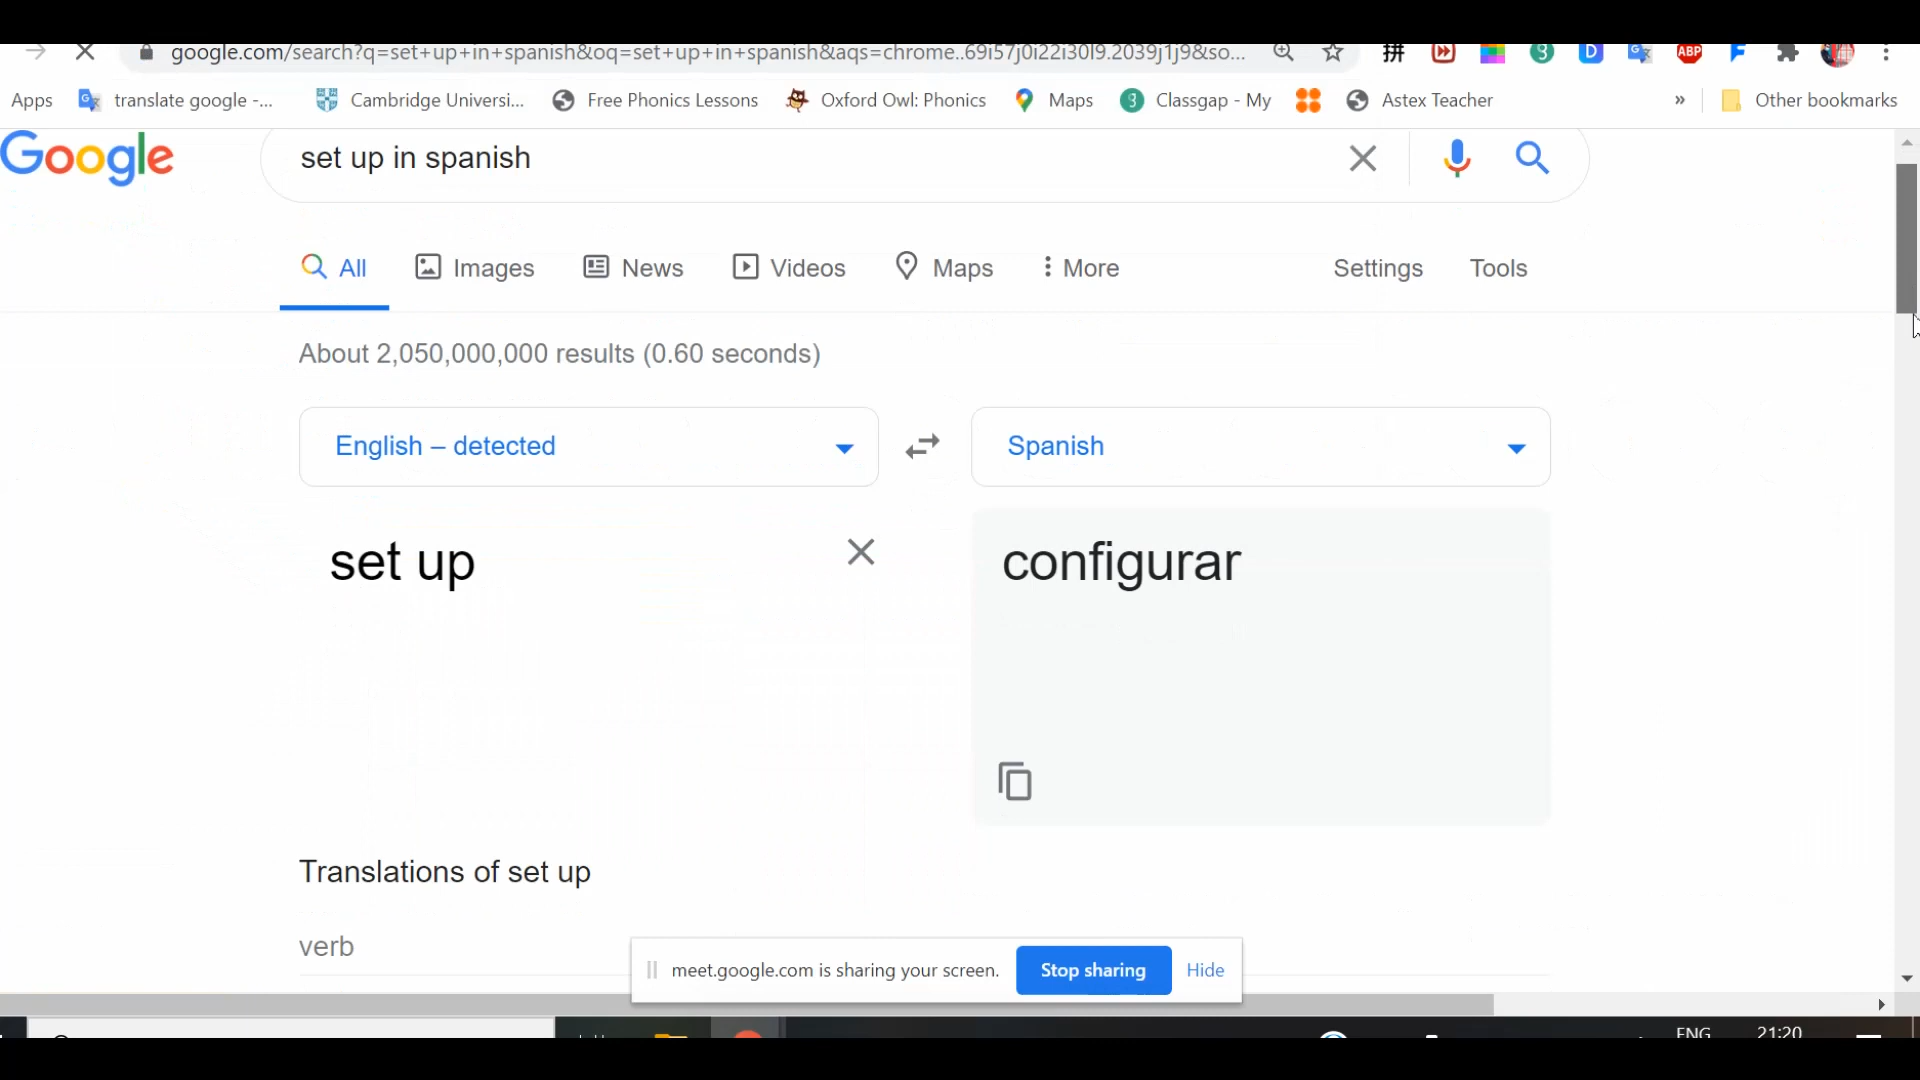 google.com/search?q=set+up+in+spanish&oq=set+up+in+spanish&aqs=chrome..69i57j0i22i30l9.2039j1j9&so...
Apps translate google -... Cambridge Universi... Free Phonics Lessons Oxford Owl: Phonics Maps Classgap - My Astex Teacher » Other bookmarks
Google set up in spanish
All Images News Videos Maps More Settings Tools
About 2,050,000,000 results (0.60 seconds)
English – detected Spanish
set up configurar
Translations of set up
verb
meet.google.com is sharing your screen. Stop sharing Hide
ENG 21:20